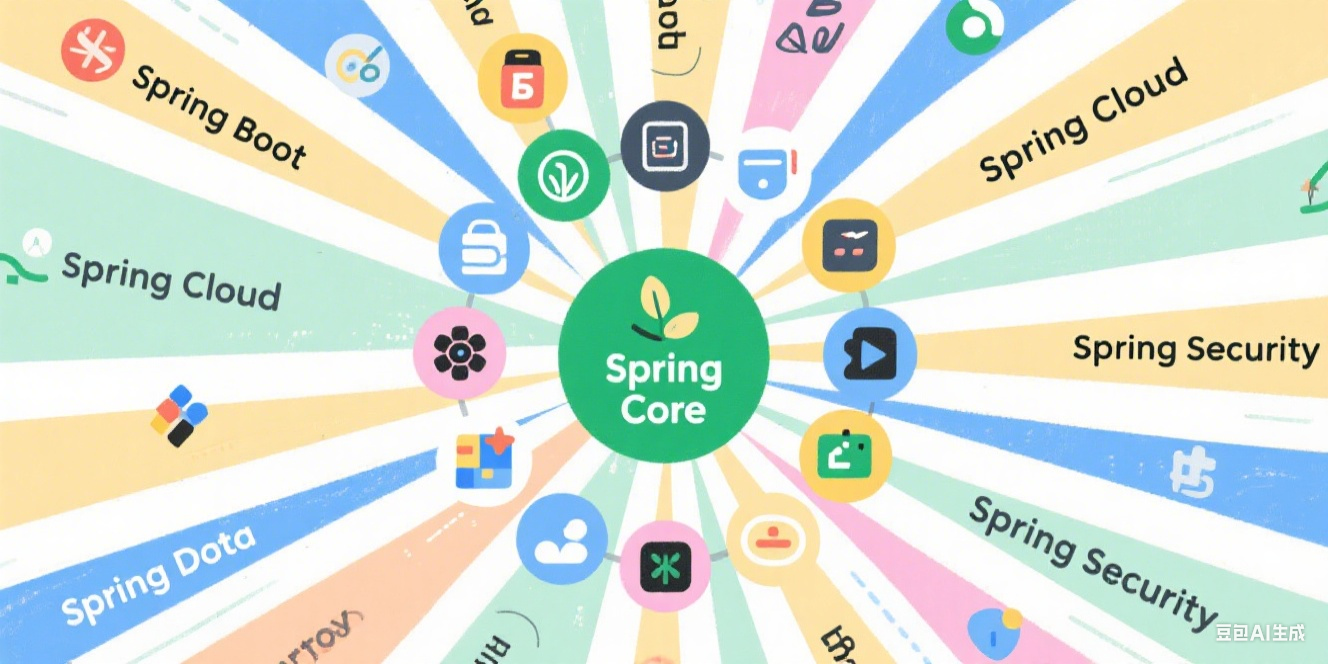 Spring Boot
Spring Cloud
Spring Cloud
Б
Spring
Core
Spring Security
Spring Dota
Spring Security
豆包AI生成